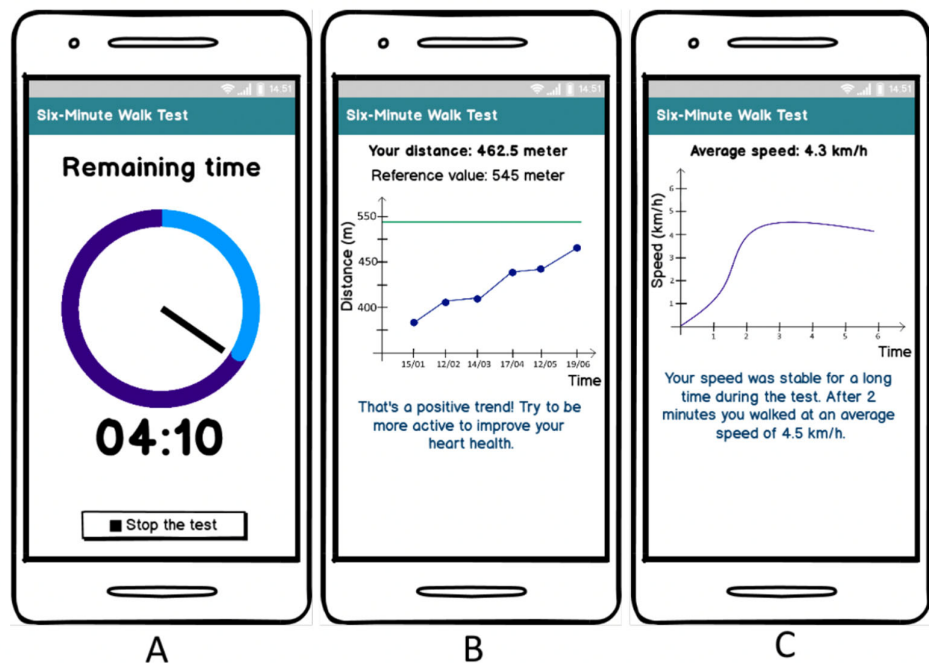 14:51
Six-Minute Walk Test
Remaining time
04:10
Stop the test
A
14:51
Six-Minute Walk Test
Your distance: 462.5 meter
Reference value: 545 meter
Distance (m)
550
450
400
15/01 12/02 14/03 17/04 12/05 19/06
Time
That's a positive trend! Try to be
more active to improve your
heart health.
B
14:51
Six-Minute Walk Test
Average speed: 4.3 km/h
Speed (km/h)
6
5
4
3
2
1
1 2 3 4 5 6
Time
Your speed was stable for a long
time during the test. After 2
minutes you walked at an average
speed of 4.5 km/h.
C